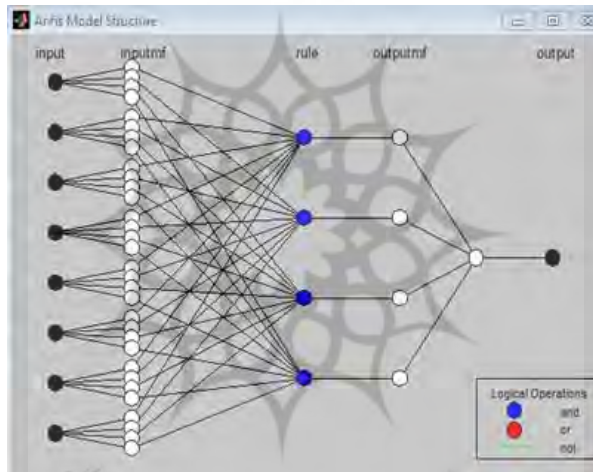 Anfis Model Structure
input inputmf rule outputmf output
Logical Operations
and
or
not